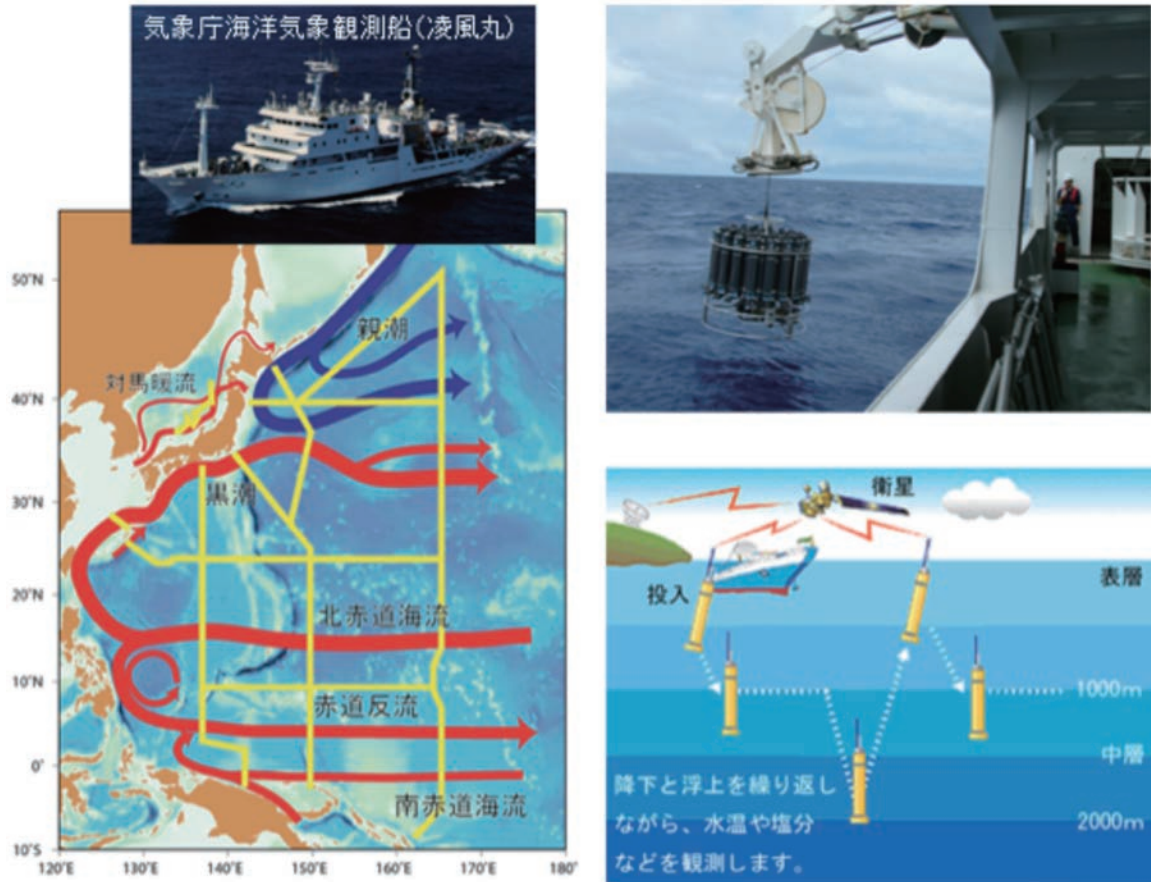 気象庁海洋気象観測船(凌風丸)
50°N
40°N
30°N
20°N
10°N
0°
10°S
120°E
130°E
140°E
150°E
160°E
170°E
180°
親潮
対馬暖流
黒潮
北赤道海流
赤道反流
南赤道海流
衛星
投入
表層
1000m
中層
2000m
降下と浮上を繰り返し
ながら、水温や塩分
などを観測します。